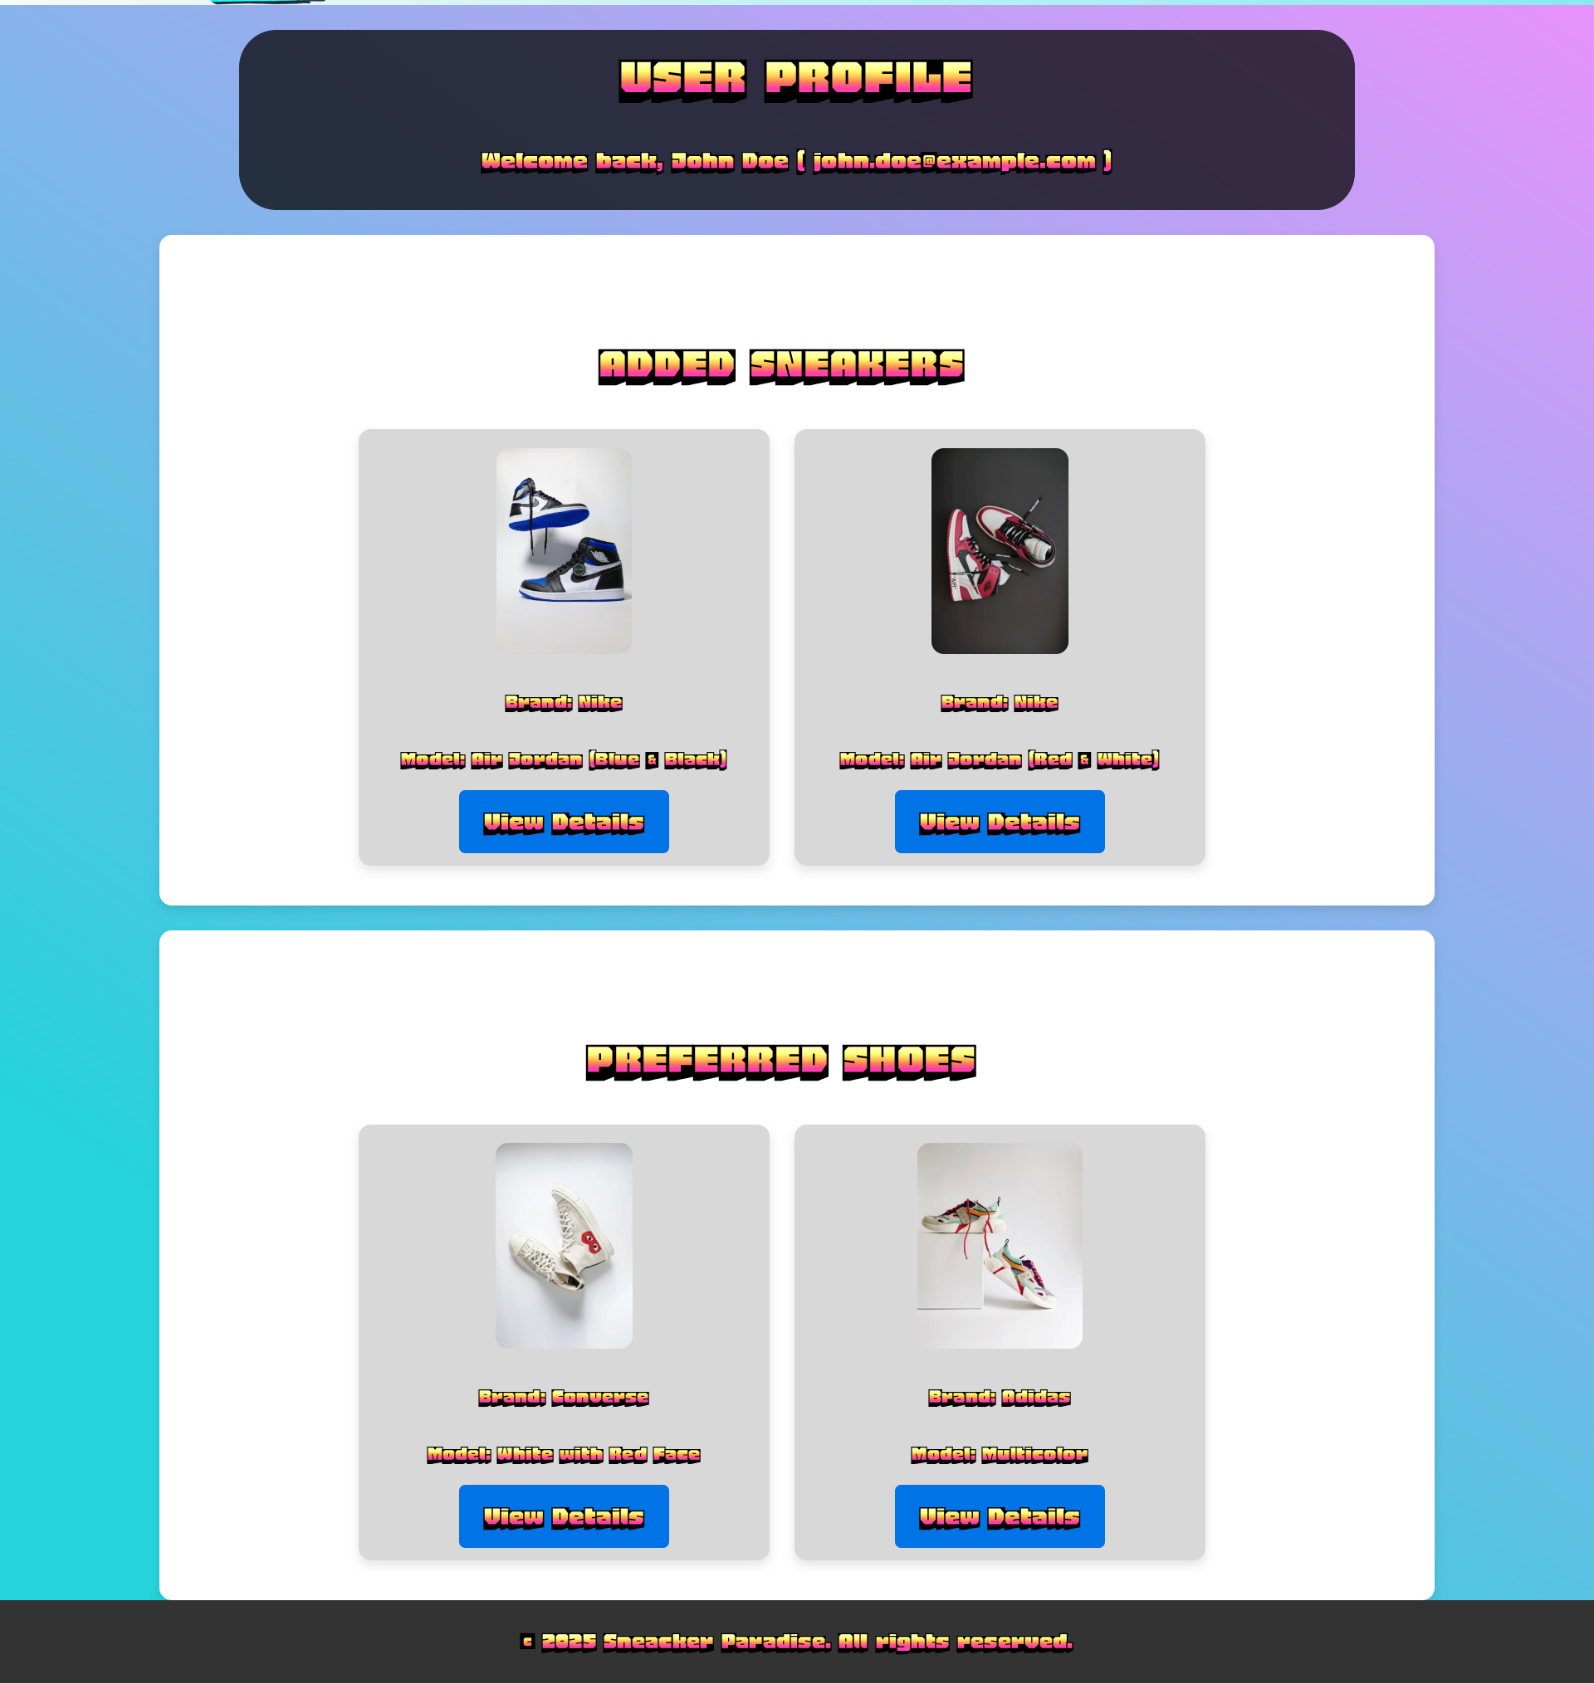 USER PROFILE
Welcome back, John Doe ( john.doe@example.com )
ADDED SNEAKERS
Brand: Nike
Model: Air Jordan (Blue & Black)
View Details
Brand: Nike
Model: Air Jordan (Red & White)
View Details
PREFERRED SHOES
Brand: Converse
Model: White with Red Face
View Details
Brand: Adidas
Model: Multicolor
View Details
© 2025 Sneacker Paradise. All rights reserved.